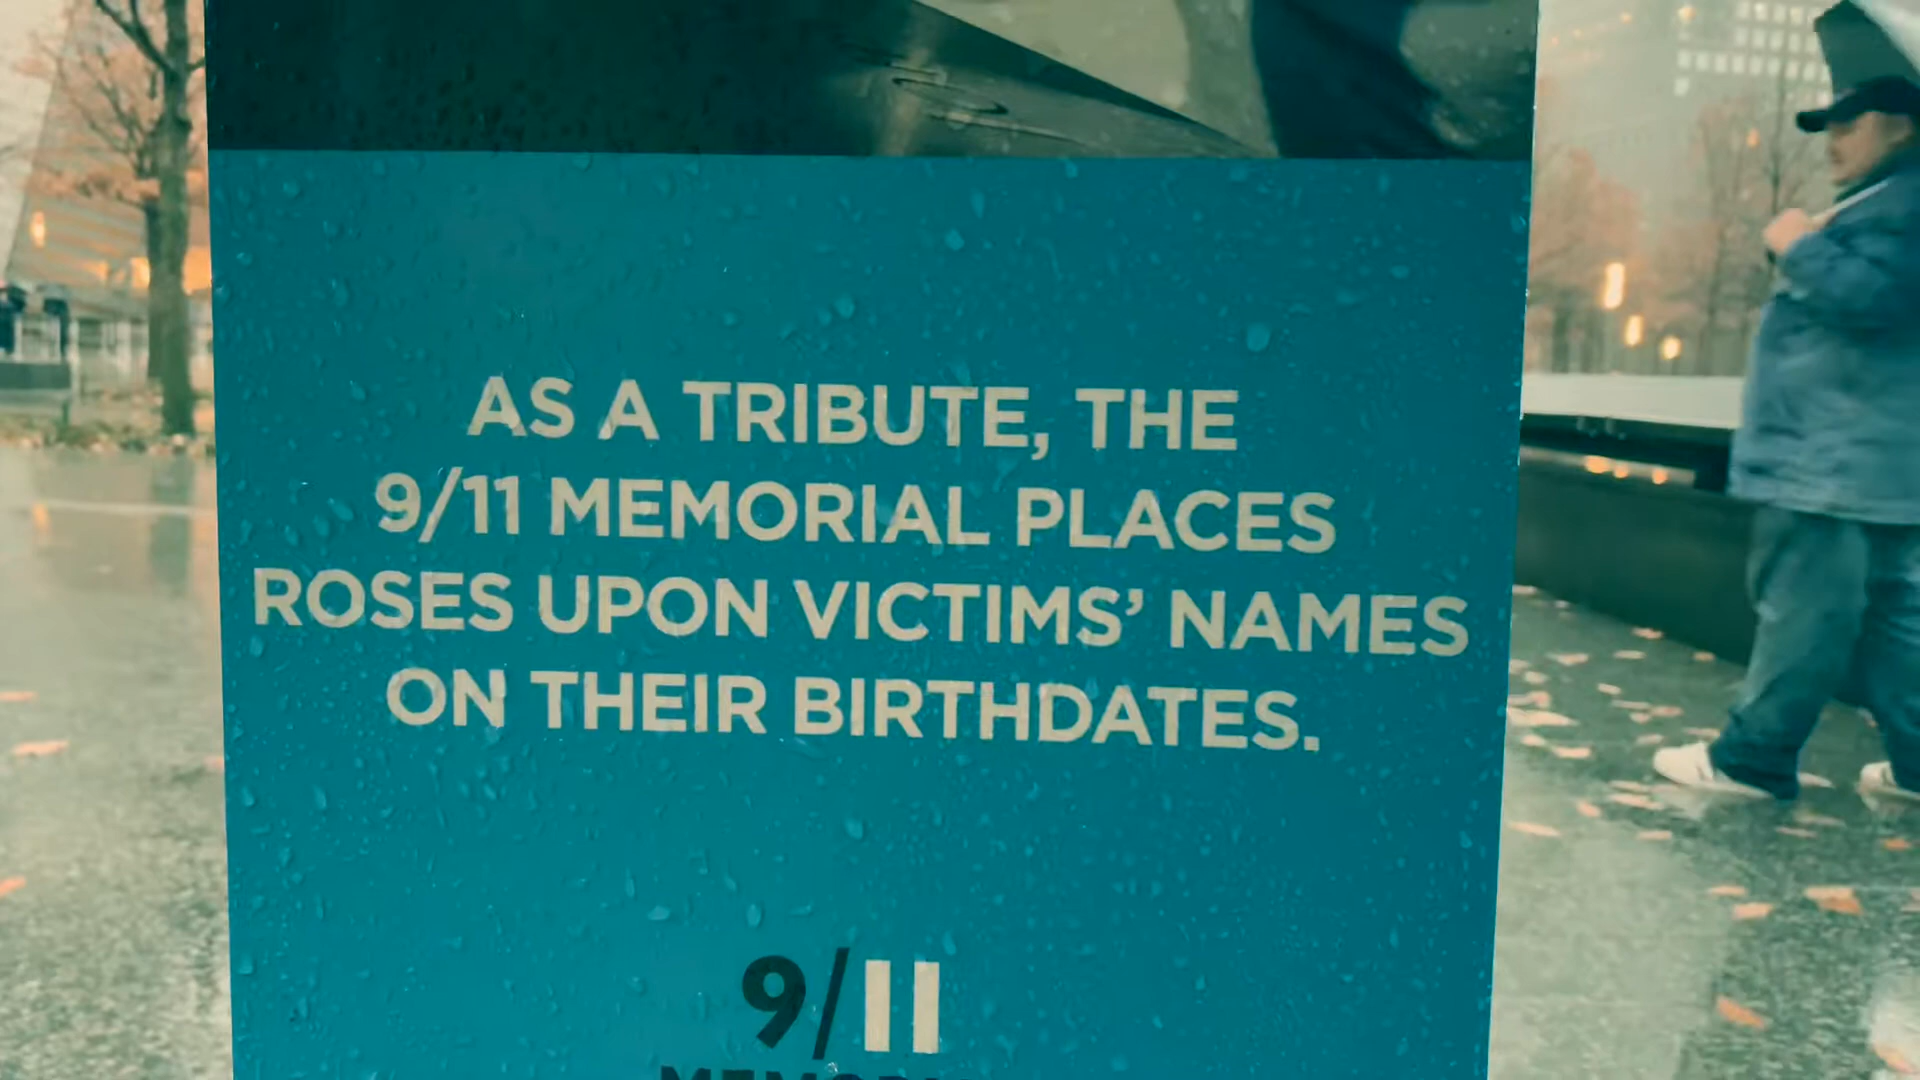 AS A TRIBUTE, THE
9/11 MEMORIAL PLACES
ROSES UPON VICTIMS’ NAMES
ON THEIR BIRTHDATES.
9/11